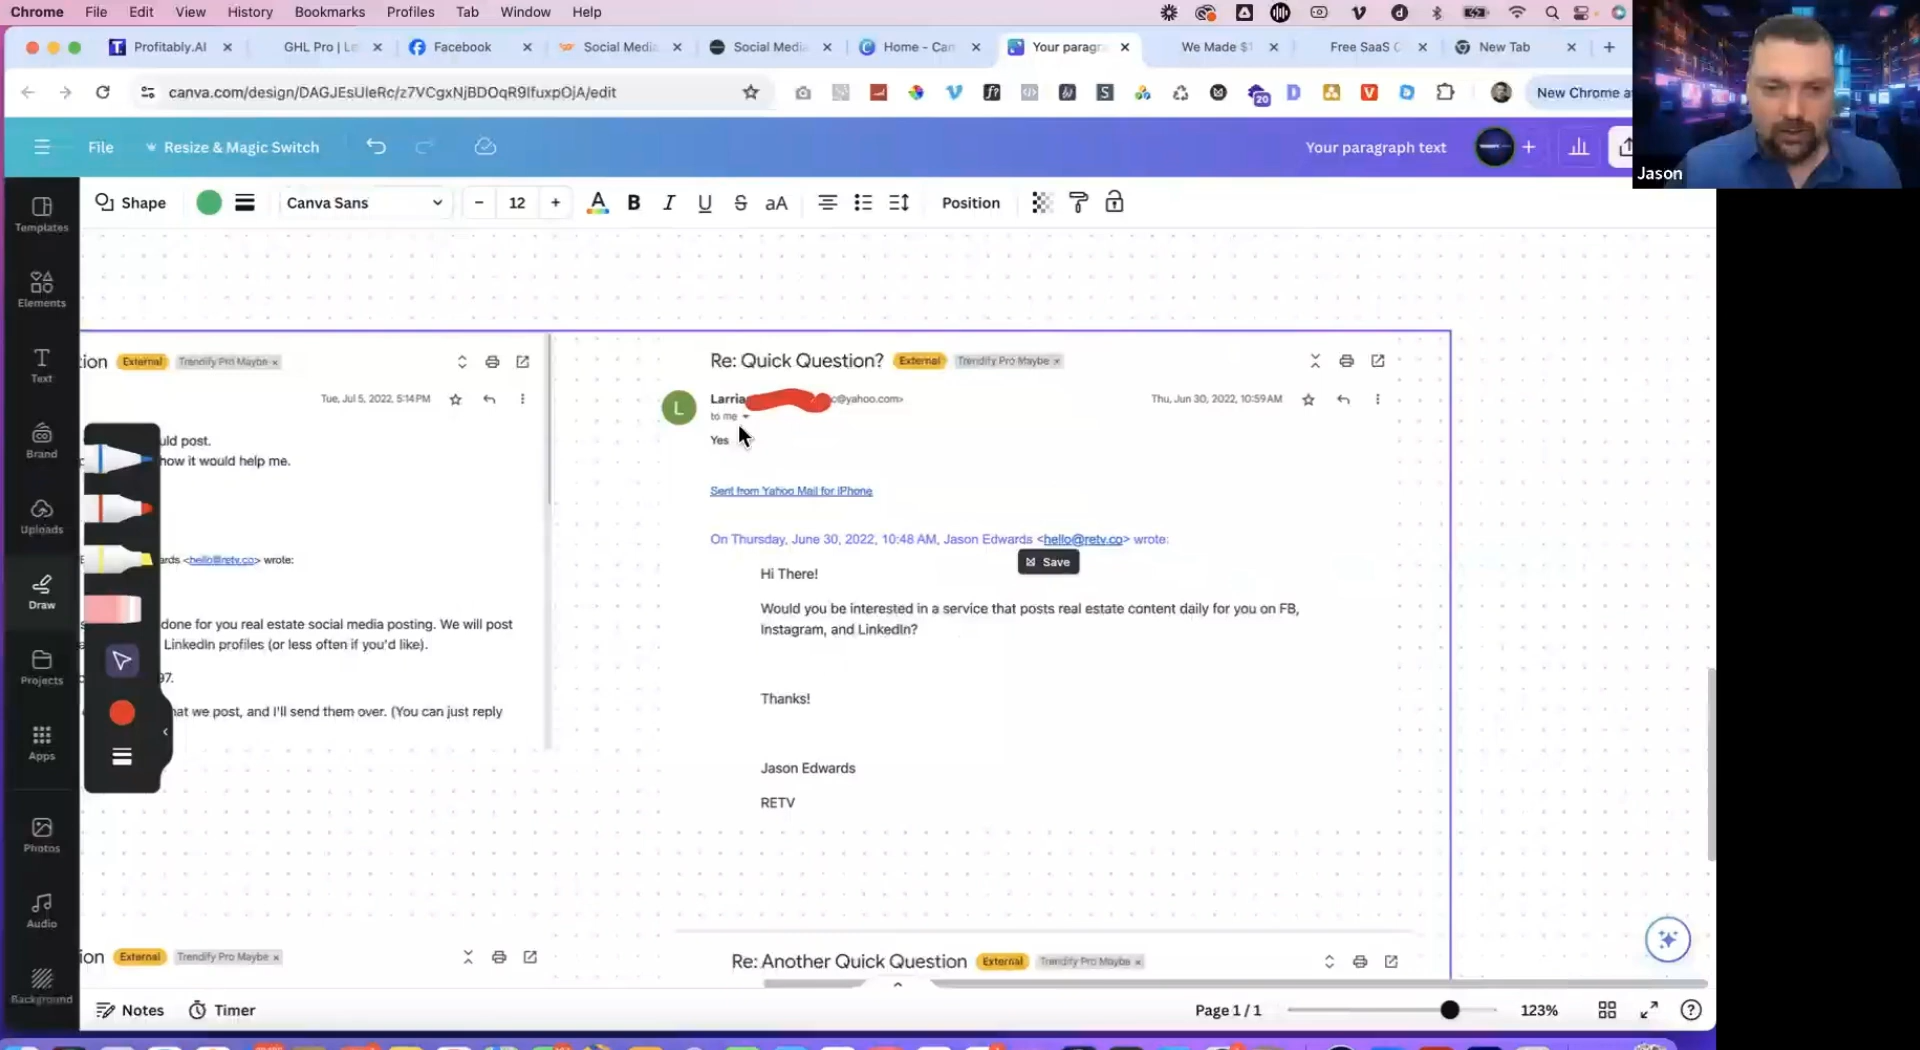 Chrome File Edit View History Bookmarks Profiles Tab Window Help
Profitably.AI GHL Pro | Le Facebook Social Media Social Media Home - Can Your paragra We Made $1 Free SaaS C New Tab
canva.com/design/DAGJEsUleRc/z7VCgxNjBDOqR9IfuxpOjA/edit
20
New Chrome av
File Resize & Magic Switch Your paragraph text
Jason
Shape Canva Sans 12 B I U S aA Position
Templates
Elements
Text
Brand
Uploads
Draw
Projects
Apps
Photos
Audio
Background
tion External Trendify Pro Maybe ×
Tue, Jul 5, 2022, 5:14 PM
uld post.
how it would help me.
ards <hello@retv.co> wrote:
done for you real estate social media posting. We will post
LinkedIn profiles (or less often if you'd like).
97.
hat we post, and I'll send them over. (You can just reply
Re: Quick Question? External Trendify Pro Maybe ×
L
Larria c@yahoo.com> Thu, Jun 30, 2022, 10:59 AM
to me
Yes
Sent from Yahoo Mail for iPhone
On Thursday, June 30, 2022, 10:48 AM, Jason Edwards <hello@retv.co> wrote:
Save
Hi There!
Would you be interested in a service that posts real estate content daily for you on FB,
Instagram, and LinkedIn?
Thanks!
Jason Edwards
RETV
ion External Trendify Pro Maybe ×
Re: Another Quick Question External Trendify Pro Maybe ×
Notes Timer Page 1 / 1 123%